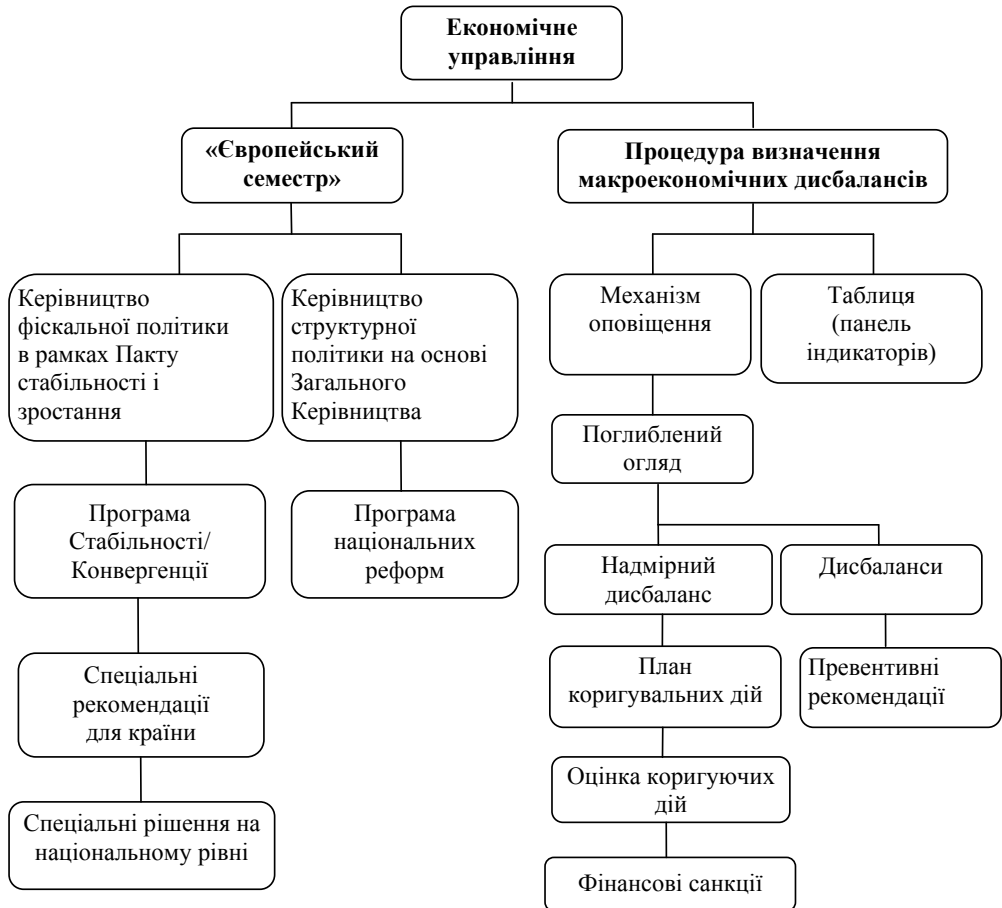 Економічне
управління
«Європейський
семестр»
Процедура визначення
макроекономічних дисбалансів
Керівництво
фіскальної політики
в рамках Пакту
стабільності і
зростання
Керівництво
структурної
політики на основі
Загального
Керівництва
Механізм
оповіщення
Таблиця
(панель
індикаторів)
Поглиблений
огляд
Програма
Стабільності/
Конвергенції
Програма
національних
реформ
Надмірний
дисбаланс
Дисбаланси
Спеціальні
рекомендації
для країни
План
коригувальних дій
Превентивні
рекомендації
Оцінка коригуючих
дій
Спеціальні рішення на
національному рівні
Фінансові санкції